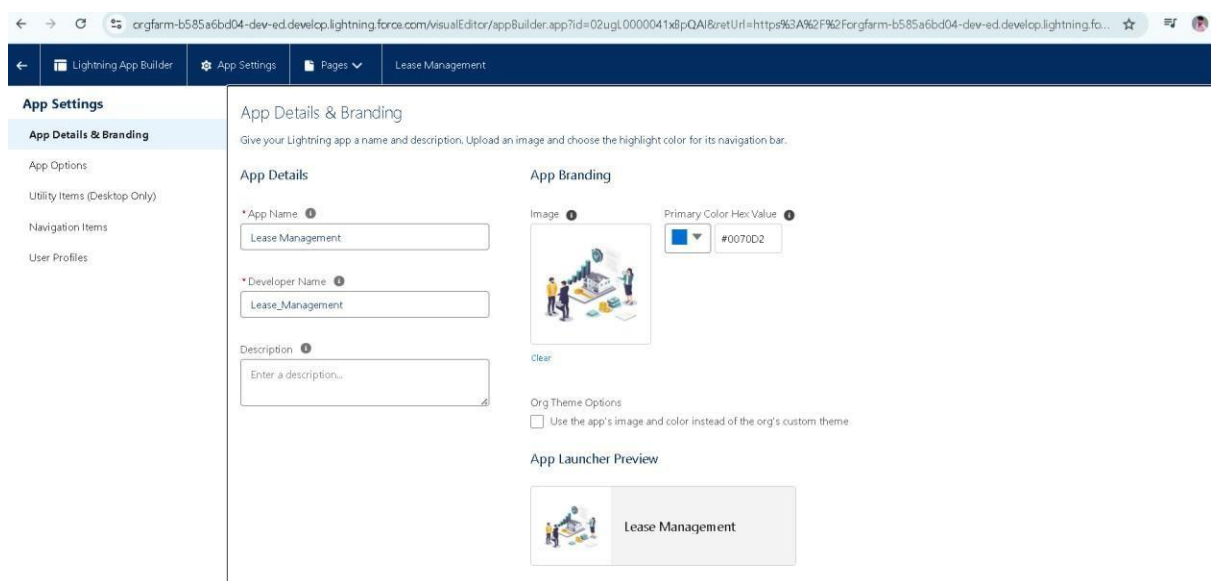 orgfarm-b585a6bd04-dev-ed.develop.lightning.force.com/visualEditor/appBuilder.app?id=02ugL0000041x8pQAI&retUrl=https%3A%2F%2Forgfarm-b585a6bd04-dev-ed.develop.lightning.fo...
Lightning App Builder App Settings Pages Lease Management
App Settings
App Details & Branding
App Options
Utility Items (Desktop Only)
Navigation Items
User Profiles
App Details & Branding
Give your Lightning app a name and description. Upload an image and choose the highlight color for its navigation bar.
App Details
* App Name
Lease Management
* Developer Name
Lease_Management
Description
Enter a description...
App Branding
Image
Primary Color Hex Value
#0070D2
Clear
Org Theme Options
Use the app's image and color instead of the org's custom theme
App Launcher Preview
Lease Management